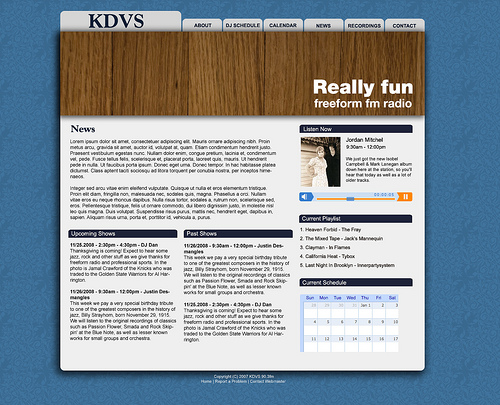 KDVS
ABOUT
DJ SCHEDULE
CALENDAR
NEWS
RECORDINGS
CONTACT
Really fun
freeform fm radio
News
Lorem ipsum dolor sit amet, consectetuer adipiscing elit. Mauris ornare adipiscing nibh. Proin
metus arcu, gravida sit amet, auctor id, volutpat at, quam. Etiam condimentum hendrerit justo.
Praesent vestibulum egestas nunc. Nullam dolor enim, congue pretium, lacinia et, condimentum
vel, pede. Fusce tellus felis, scelerisque et, placerat porta, laoreet quis, mauris. Ut hendrerit
pede in nulla. Ut faucibus porta ipsum. Donec eget urna. Donec tempor. In hac habitasse platea
dictumst. Class aptent taciti sociosqu ad litora torquent per conubia nostra, per inceptos hime-
naeos.
Integer sed arcu vitae enim eleifend vulputate. Quisque ut nulla et eros elementum tristique.
Proin elit diam, fringilla non, malesuada nec, sodales quis, magna. Phasellus a orci. Nullam
vitae eros eu neque rhoncus dapibus. Nulla risus tortor, sodales a, rutrum non, scelerisque sed,
eros. Pellentesque tristique, felis ut ornare commodo, dui libero dignissim justo, in molestie nisl
leo quis magna. Duis volutpat. Suspendisse risus purus, mattis nec, hendrerit eget, dapibus in,
sapien. Aliquam risus urna, porta et, porttitor id, vehicula a, purus.
Upcoming Shows
11/25.2008 - 2:30pm - 4:30pm - DJ Dan
Thanksgiving is coming! Expect to hear some
jazz, rock and other stuff as we give thanks for
freeform radio and professional sports. In the
photo is Jamal Crawford of the Knicks who was
traded to the Golden State Warriors for Al Har-
rington.
11/26/2008 - 9:30am - 12:00pm - Justin Des-
mangles
This week we pay a very special birthday tribute
to one of the greatest composers in the history of
jazz, Billy Strayhorn, born November 29, 1915.
We will listen to the original recordings of classics
such as Passion Flower, Smada and Rock Skip-
pin' at the Blue Note, as well as lesser known
works for small groups and orchestra.
Past Shows
11/26/2008 - 9:30am - 12:00pm - Justin Des-
mangles
This week we pay a very special birthday tribute
to one of the greatest composers in the history of
jazz, Billy Strayhorn, born November 29, 1915.
We will listen to the original recordings of classics
such as Passion Flower, Smada and Rock Skip-
pin' at the Blue Note, as well as lesser known
works for small groups and orchestra.
11/25.2008 - 2:30pm - 4:30pm - DJ Dan
Thanksgiving is coming! Expect to hear some
jazz, rock and other stuff as we give thanks for
freeform radio and professional sports. In the
photo is Jamal Crawford of the Knicks who was
traded to the Golden State Warriors for Al Har-
rington.
Listen Now
Jordan Mitchel
9:30am - 12:00pm
We just got the new Isobel
Campbell & Mark Lanegan album
down here at the station, so you'll
hear that today as well as a lot of
older tracks.
Current Playlist
1. Heaven Forbid - The Fray
2. The Mixed Tape - Jack's Mannequin
3. Clayman - In Flames
4. California Heat - Tybox
5. Last Night In Brooklyn - Innerpartysystem
Current Schedule
Sun Mon Tue Wed Thu Fri Sat
Jan 1 2 3
4 5 6 7 8 9 10
11 12 13 14 15 16 17
Copyright (C) 2007 KDVS 90.3fm
Home | Report a Problem | Contact Webmaster